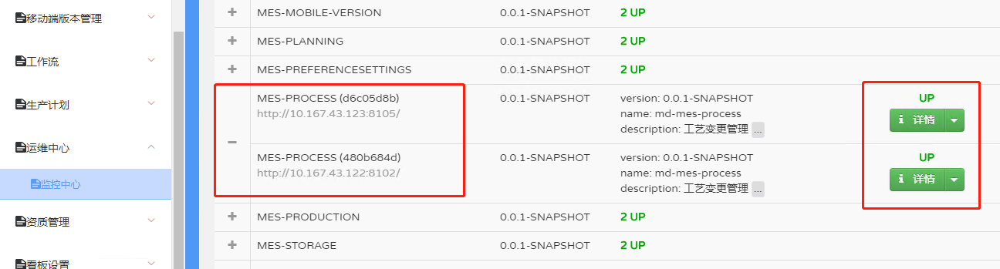 移动端版本管理
工作流
生产计划
运维中心
监控中心
资质管理
看板设置
MES-MOBILE-VERSION 0.0.1-SNAPSHOT 2 UP
MES-PLANNING 0.0.1-SNAPSHOT 2 UP
MES-PREFERENCESETTINGS 0.0.1-SNAPSHOT 2 UP
MES-PROCESS (d6c05d8b) 0.0.1-SNAPSHOT version: 0.0.1-SNAPSHOT UP
http://10.167.43.123:8105/ name: md-mes-process 详情
description: 工艺变更管理 ...
MES-PROCESS (480b684d) 0.0.1-SNAPSHOT version: 0.0.1-SNAPSHOT UP
http://10.167.43.122:8102/ name: md-mes-process 详情
description: 工艺变更管理 ...
MES-PRODUCTION 0.0.1-SNAPSHOT 2 UP
MES-STORAGE 0.0.1-SNAPSHOT 2 UP